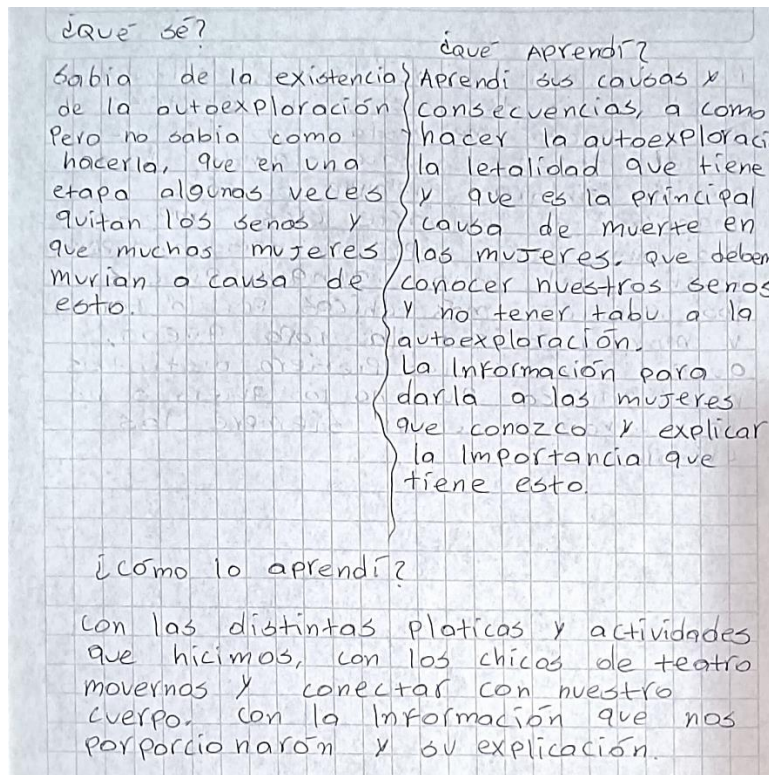 ¿Que sé?
Sabia de la existencia
de la autoexploración
Pero no sabia como
hacerla, que en una
etapa algunas veces
quitan los senos y
que muchas mujeres
murian a causa de
esto.
¿Que Aprendí?
Aprendi sus causas y
consecuencias, a como
hacer la autoexploraci
la letalidad que tiene
y que es la principal
causa de muerte en
las mujeres. Que deben
conocer nuestros senos
y no tener tabu a la
autoexploración.
La Información para
darla a las mujeres
que conozco y explicar
la Importancia que
tiene esto.
¿cómo lo aprendí?
con las distintas platicas y actividades
que hicimos, con los chicos de teatro
movernos y conectar con nuestro
cuerpo. Con la Información que nos
porporcionarón y su explicación.